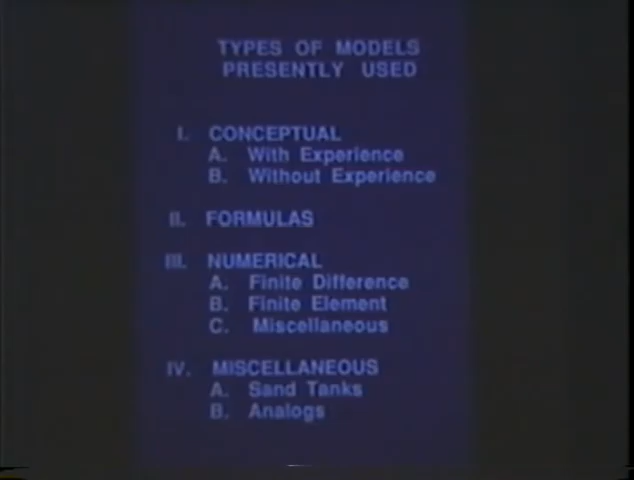 TYPES OF MODELS
PRESENTLY USED
I. CONCEPTUAL
A. With Experience
B. Without Experience
II. FORMULAS
III. NUMERICAL
A. Finite Difference
B. Finite Element
C. Miscellaneous
IV. MISCELLANEOUS
A. Sand Tanks
B. Analogs